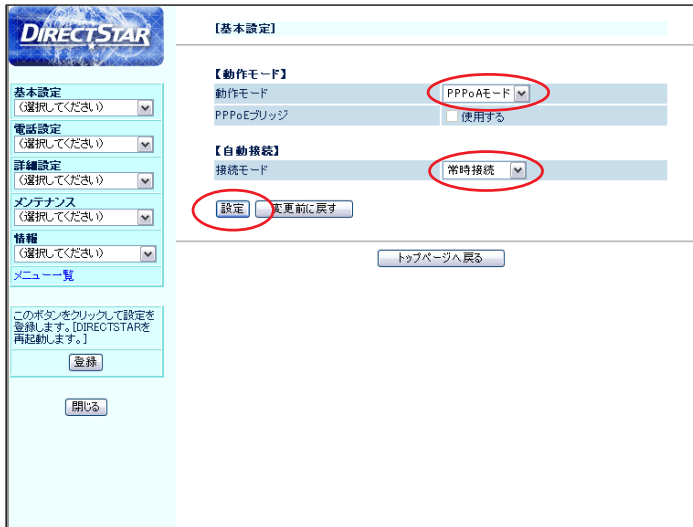 DIRECTSTAR
基本設定
(選択してください)
電話設定
(選択してください)
詳細設定
(選択してください)
メンテナンス
(選択してください)
情報
(選択してください)
メニュー一覧
このボタンをクリックして設定を
登録します。[DIRECTSTARを
再起動します。]
登録
閉じる
[基本設定]
【動作モード】
動作モード PPPoAモード
PPPoEブリッジ 使用する
【自動接続】
接続モード 常時接続
設定 変更前に戻す
トップページへ戻る